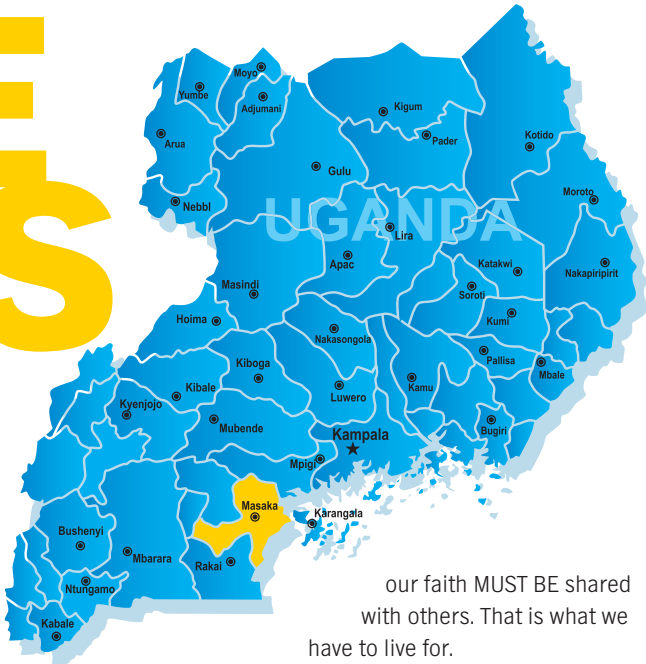 E
S
Moyo
Yumbe
Adjumani
Kigum
Arua
Pader
Kotido
Gulu
Moroto
Nebbl
UGANDA
Lira
Apac
Katakwi
Nakapiripirit
Masindi
Soroti
Hoima
Kumi
Nakasongola
Kiboga
Pallisa
Mbale
Kibale
Kamu
Kyenjojo
Luwero
Mubende
Bugiri
Kampala
Mpigi
Masaka
Karangala
Bushenyi
Mbarara
Rakai
Ntungamo
Kabale
our faith MUST BE shared
with others. That is what we
have to live for.